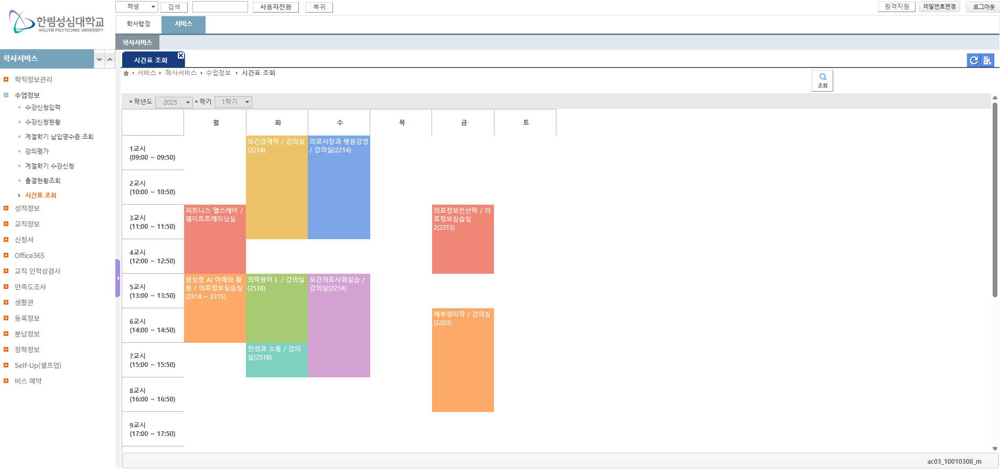 학생 검색 사용자전환 복귀 원격지원 비밀번호변경 로그아웃
한림성심대학교
HALLYM POLYTECHNIC UNIVERSITY
학사행정 서비스
학사서비스
학사서비스
시간표 조회
서비스 학사서비스 수업정보 시간표 조회
조회
학적정보관리
수업정보
수강신청입력
수강신청현황
계절학기 납입영수증 조회
강의평가
계절학기 수강신청
출결현황조회
시간표 조회
성적정보
교직정보
신청서
Office365
교직 인적성검사
만족도조사
생활관
등록정보
분납정보
장학정보
Self-Up(셀프업)
버스 예약
* 학년도 2025 * 학기 1학기
월 화 수 목 금 토
1교시
(09:00 ~ 09:50)
보건경제학 / 강의실
(2214)
의료시장과 병원경영
/ 강의실(2214)
2교시
(10:00 ~ 10:50)
3교시
(11:00 ~ 11:50)
피트니스 헬스케어 /
웨이트트레이닝실
의료정보전산학 / 의
료정보실습실
2(2315)
4교시
(12:00 ~ 12:50)
5교시
(13:00 ~ 13:50)
생성형 AI 이해와 활
용 / 의료정보실습실
(2314 ~ 2315)
의학용어Ⅰ / 강의실
(2518)
보건의료사회실습 /
강의실(2214)
6교시
(14:00 ~ 14:50)
해부생리학 / 강의실
(3203)
7교시
(15:00 ~ 15:50)
인성과 소통 / 강의
실(2518)
8교시
(16:00 ~ 16:50)
9교시
(17:00 ~ 17:50)
ac03_10010308_m